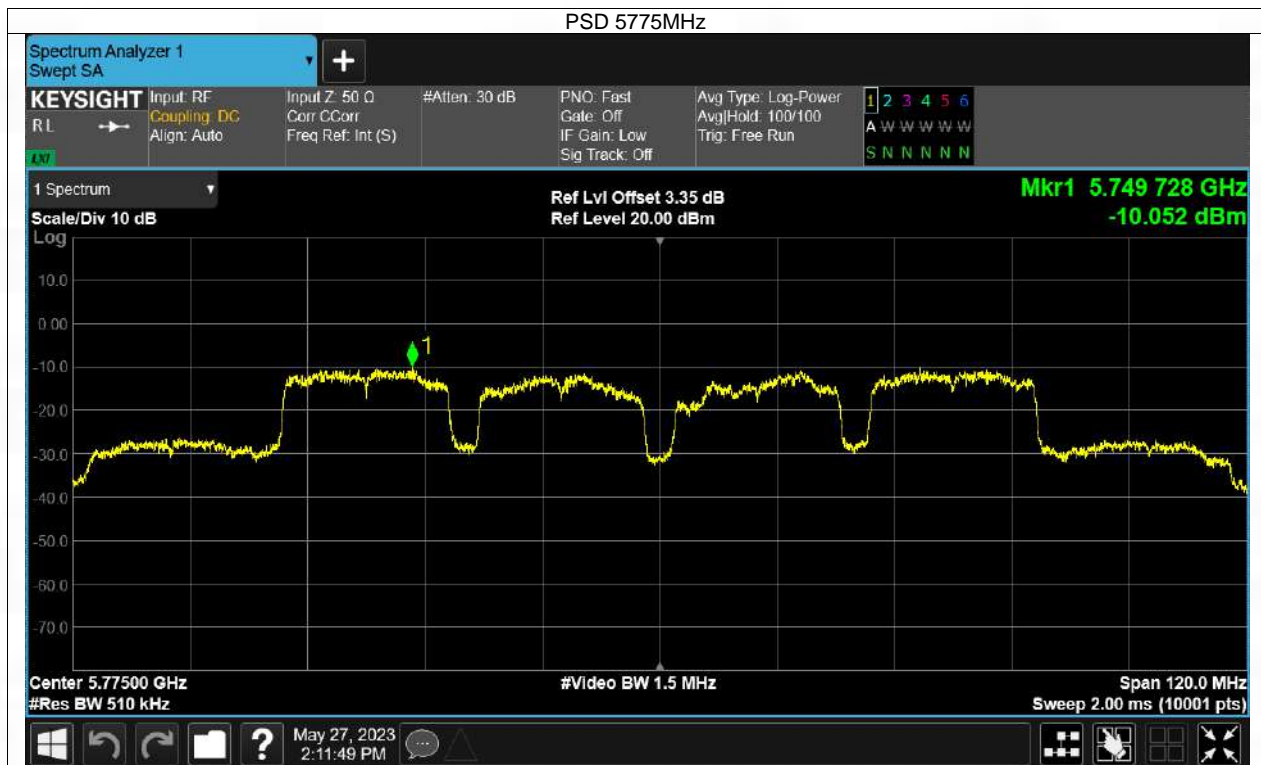 PSD 5775MHz
Spectrum Analyzer 1
Swept SA
+
KEYSIGHT
RL
LXI
Input: RF
Coupling: DC
Align: Auto
Input Z: 50 Ω
Corr CCorr
Freq Ref: Int (S)
#Atten: 30 dB
PNO: Fast
Gate: Off
IF Gain: Low
Sig Track: Off
Avg Type: Log-Power
Avg|Hold: 100/100
Trig: Free Run
1 2 3 4 5 6
A W W W W W
S N N N N N
1 Spectrum
Scale/Div 10 dB
Log
Ref Lvl Offset 3.35 dB
Ref Level 20.00 dBm
Mkr1 5.749 728 GHz
-10.052 dBm
10.0
0.00
-10.0
-20.0
-30.0
-40.0
-50.0
-60.0
-70.0
1
Center 5.77500 GHz
#Res BW 510 kHz
#Video BW 1.5 MHz
Span 120.0 MHz
Sweep 2.00 ms (10001 pts)
?
May 27, 2023
2:11:49 PM